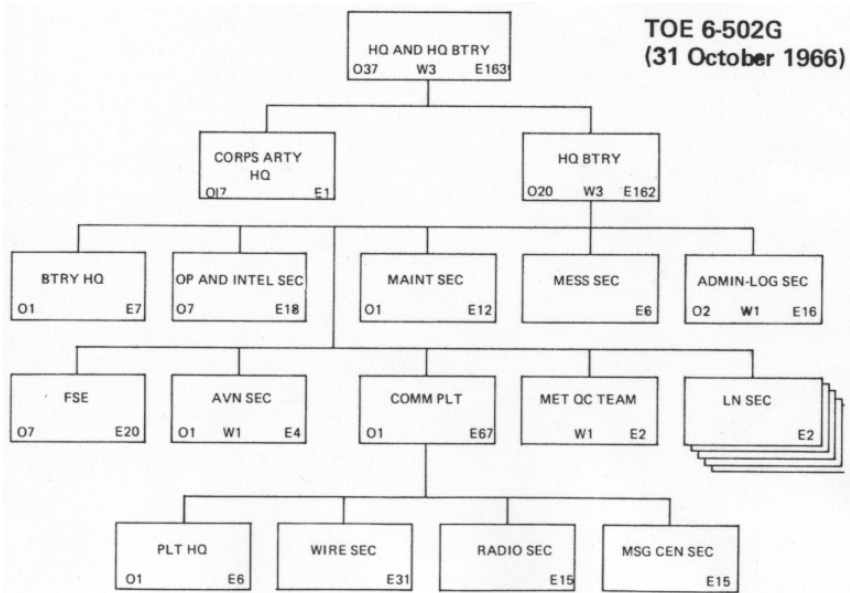 TOE 6-502G
(31 October 1966)
HQ AND HQ BTRY
O37 W3 E163
CORPS ARTY
HQ
O17 E1
HQ BTRY
O20 W3 E162
BTRY HQ
O1 E7
OP AND INTEL SEC
O7 E18
MAINT SEC
O1 E12
MESS SEC
E6
ADMIN-LOG SEC
O2 W1 E16
FSE
O7 E20
AVN SEC
O1 W1 E4
COMM PLT
O1 E67
MET QC TEAM
W1 E2
LN SEC
E2
PLT HQ
O1 E6
WIRE SEC
E31
RADIO SEC
E15
MSG CEN SEC
E15